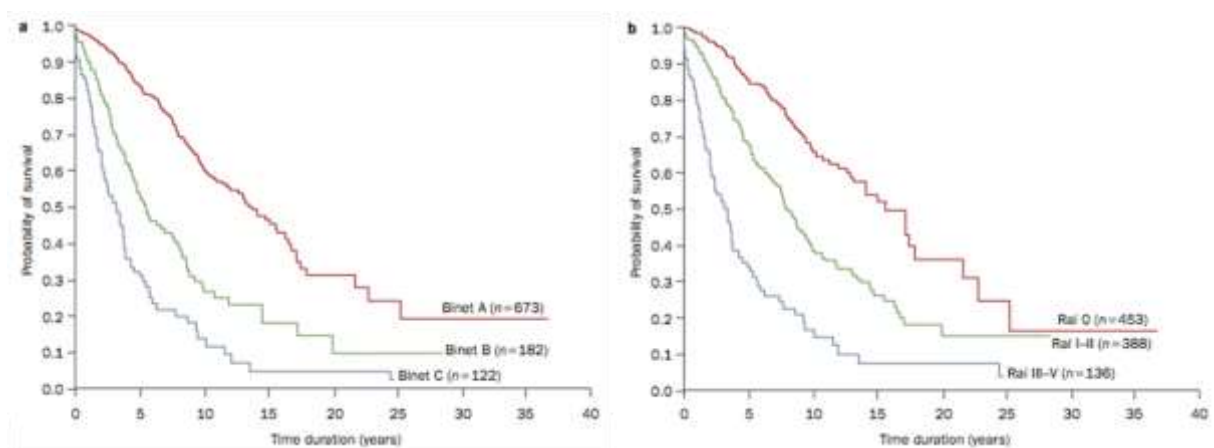 a
1.0
0.9
0.8
0.7
0.6
0.5
0.4
0.3
0.2
0.1
0.0
Probability of survival
Binet A (n=673)
Binet B (n=182)
Binet C (n=122)
0 5 10 15 20 25 30 35 40
Time duration (years)
b
1.0
0.9
0.8
0.7
0.6
0.5
0.4
0.3
0.2
0.1
0.0
Probability of survival
Rai 0 (n=453)
Rai I–II (n=388)
Rai III–V (n=136)
0 5 10 15 20 25 30 35 40
Time duration (years)